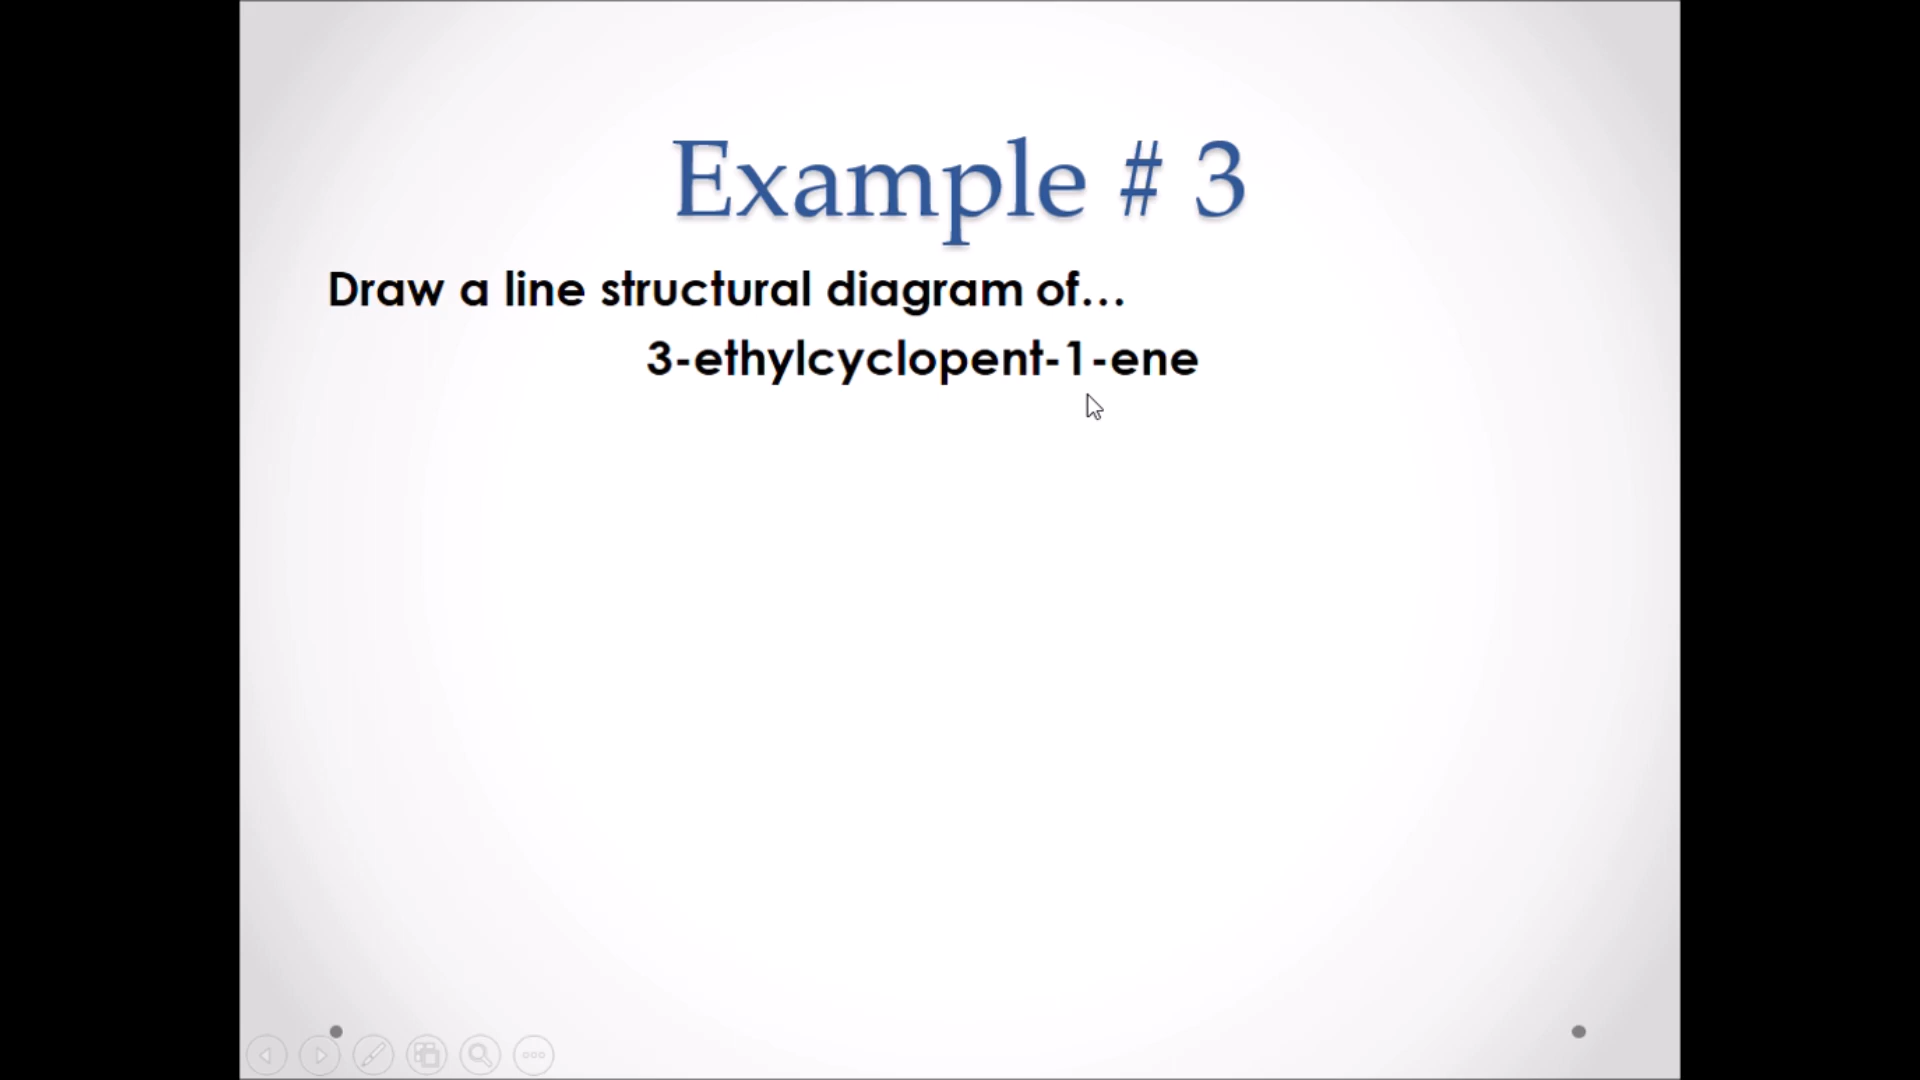 Example # 3
Draw a line structural diagram of…
3-ethylcyclopent-1-ene